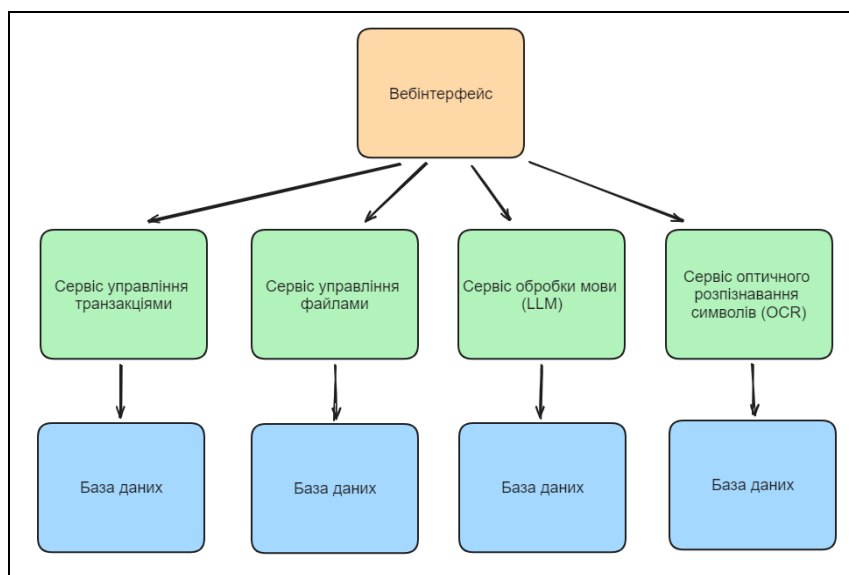 Вебінтерфейс
Сервіс управління
транзакціями
Сервіс управління
файлами
Сервіс обробки мови
(LLM)
Сервіс оптичного
розпізнавання
символів (OCR)
База даних
База даних
База даних
База даних